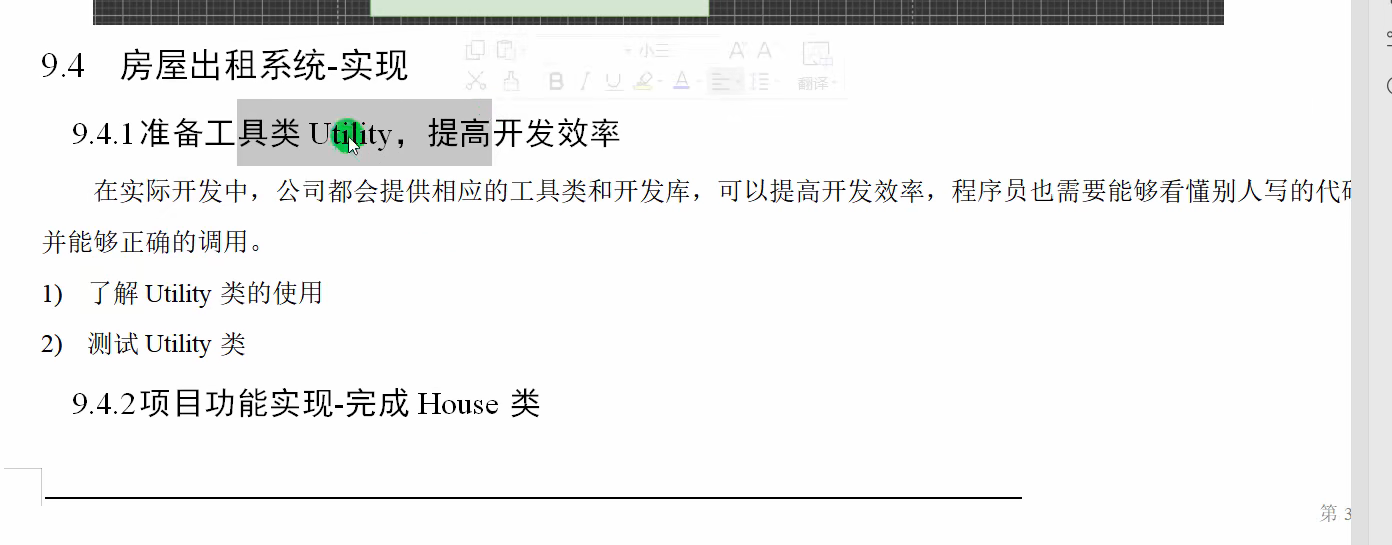 小三
9.4 房屋出租系统-实现
A A
B I U A 翻译
9.4.1准备工具类 Utility，提高开发效率
在实际开发中，公司都会提供相应的工具类和开发库，可以提高开发效率，程序员也需要能够看懂别人写的代
并能够正确的调用。
1) 了解 Utility 类的使用
2) 测试 Utility 类
9.4.2项目功能实现-完成 House 类
第 3